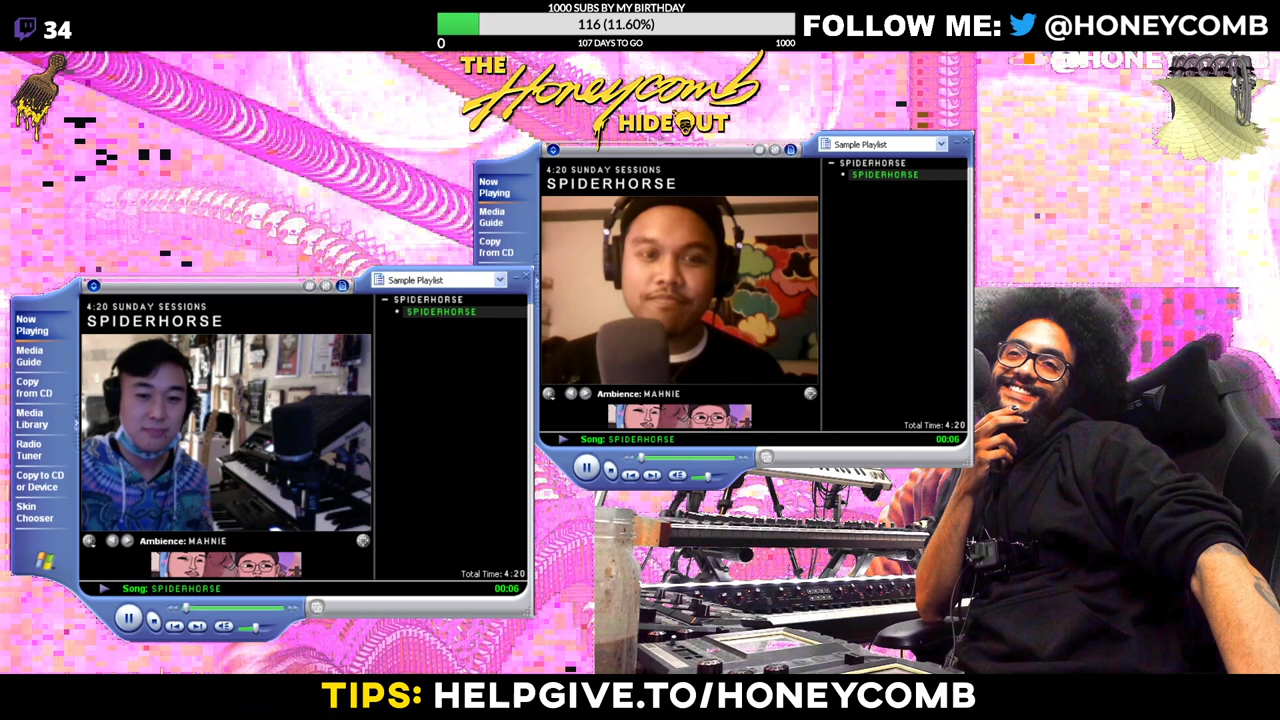 34
1000 SUBS BY MY BIRTHDAY
116 (11.60%)
0
107 DAYS TO GO
1000
FOLLOW ME: @HONEYCOMB
THE Honeycomb HIDEOUT
Sample Playlist
4:20 SUNDAY SESSIONS
SPIDERHORSE
SPIDERHORSE
SPIDERHORSE
Now Playing
Media Guide
Copy from CD
Ambience: MAHNIE
Total Time: 4:20
Song: SPIDERHORSE
00:06
Sample Playlist
4:20 SUNDAY SESSIONS
SPIDERHORSE
SPIDERHORSE
SPIDERHORSE
Now Playing
Media Guide
Copy from CD
Media Library
Radio Tuner
Copy to CD or Device
Skin Chooser
Ambience: MAHNIE
Total Time: 4:20
Song: SPIDERHORSE
00:06
TIPS: HELPGIVE.TO/HONEYCOMB